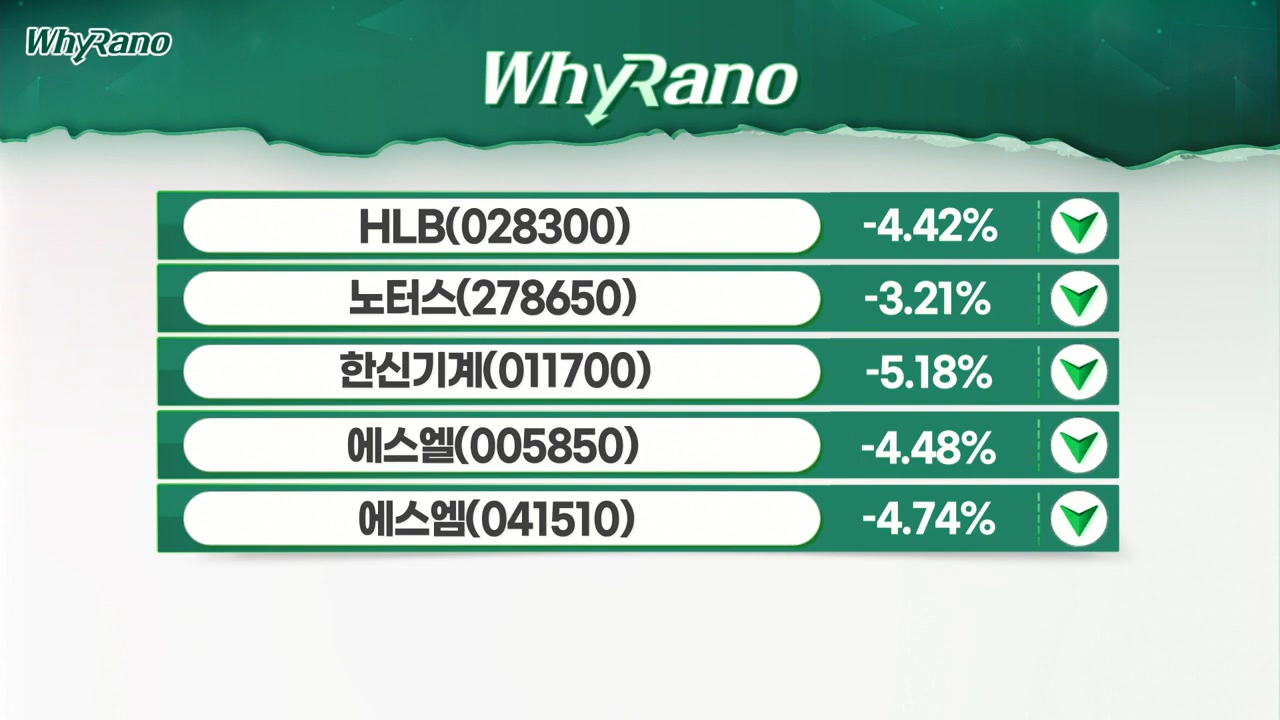 WhyRano
WhyRano
HLB(028300) -4.42%
노터스(278650) -3.21%
한신기계(011700) -5.18%
에스엘(005850) -4.48%
에스엠(041510) -4.74%